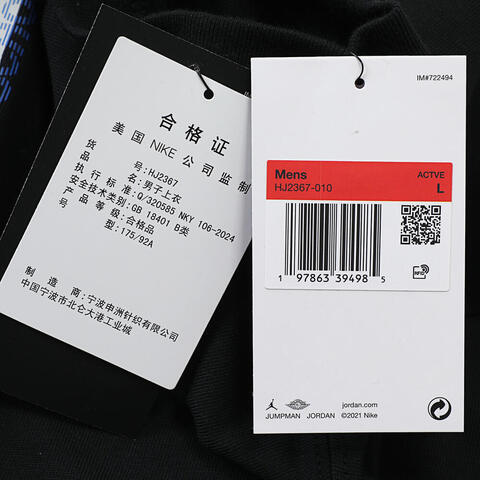 合格证
美国 NIKE 公司监制
货 号: HJ2367
品 名: 男子上衣
执行标准: Q/320585 NKY 106-2024
安全技术类别: GB 18401 B类
等 级: 合格品
型: 175/92A
制 造 商: 宁波申洲针织有限公司
中国宁波市北仑大港工业城
IM#722494
Mens
ACTVE
HJ2367-010
L
1 97863 39498 5
RFID
JUMPMAN JORDAN
jordan.com
©2021 Nike